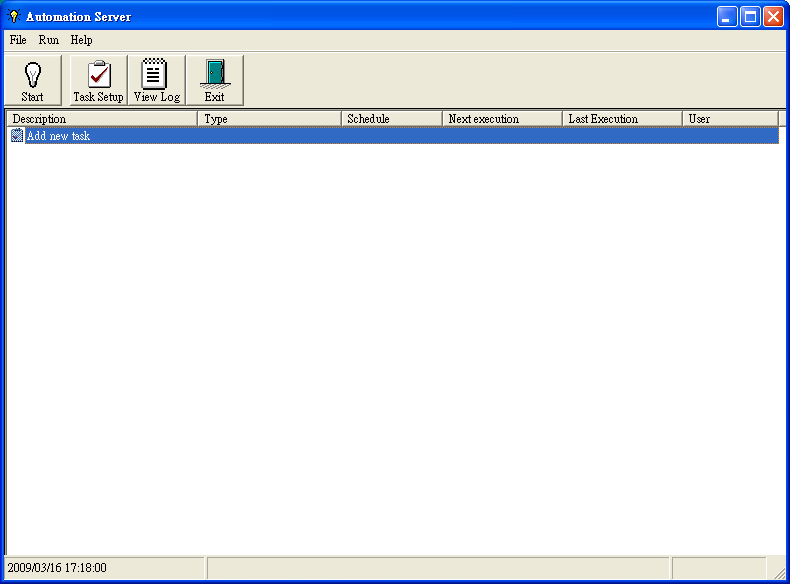 Automation Server
File Run Help
Start Task Setup View Log Exit
Description Type Schedule Next execution Last Execution User
Add new task
2009/03/16 17:18:00